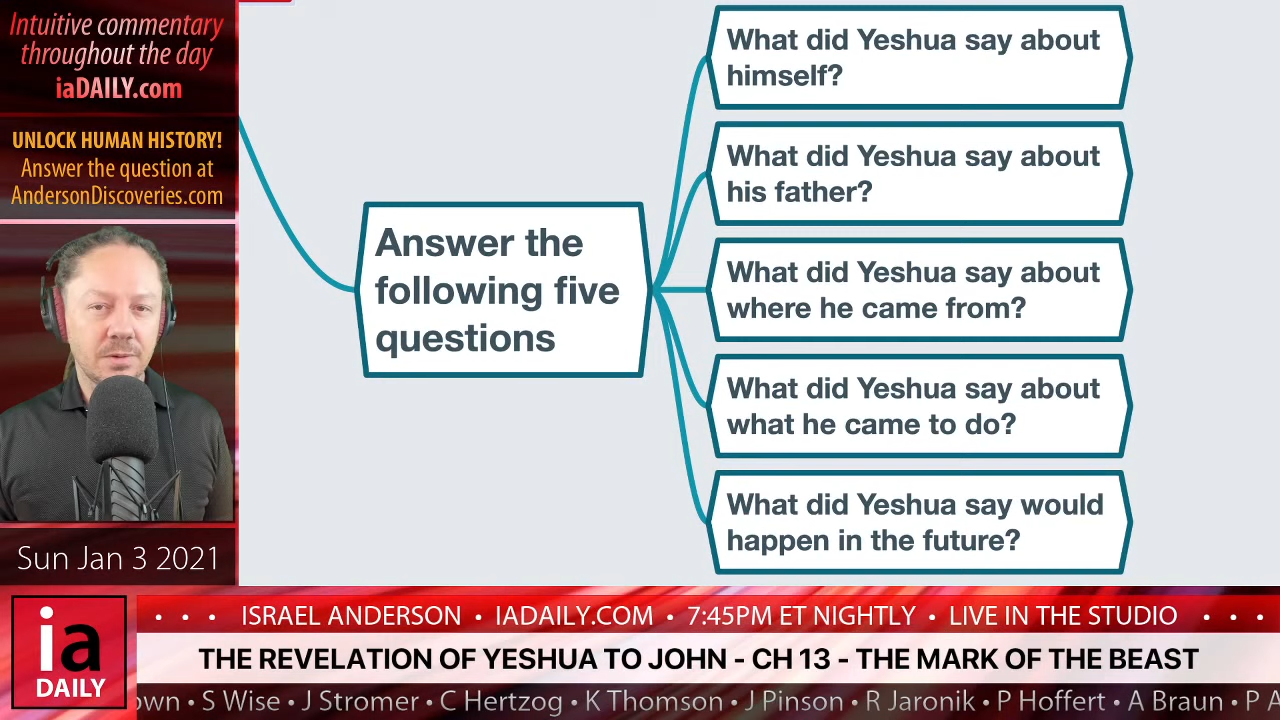 Intuitive commentary
throughout the day
iaDAILY.com
UNLOCK HUMAN HISTORY!
Answer the question at
AndersonDiscoveries.com
Answer the
following five
questions
What did Yeshua say about
himself?
What did Yeshua say about
his father?
What did Yeshua say about
where he came from?
What did Yeshua say about
what he came to do?
What did Yeshua say would
happen in the future?
Sun Jan 3 2021
ia
DAILY
• • • ISRAEL ANDERSON • IADAILY.COM • 7:45PM ET NIGHTLY • LIVE IN THE STUDIO • • •
THE REVELATION OF YESHUA TO JOHN - CH 13 - THE MARK OF THE BEAST
• S Wise • J Stromer • C Hertzog • K Thomson • J Pinson • R Jaronik • P Hoffert • A Braun •